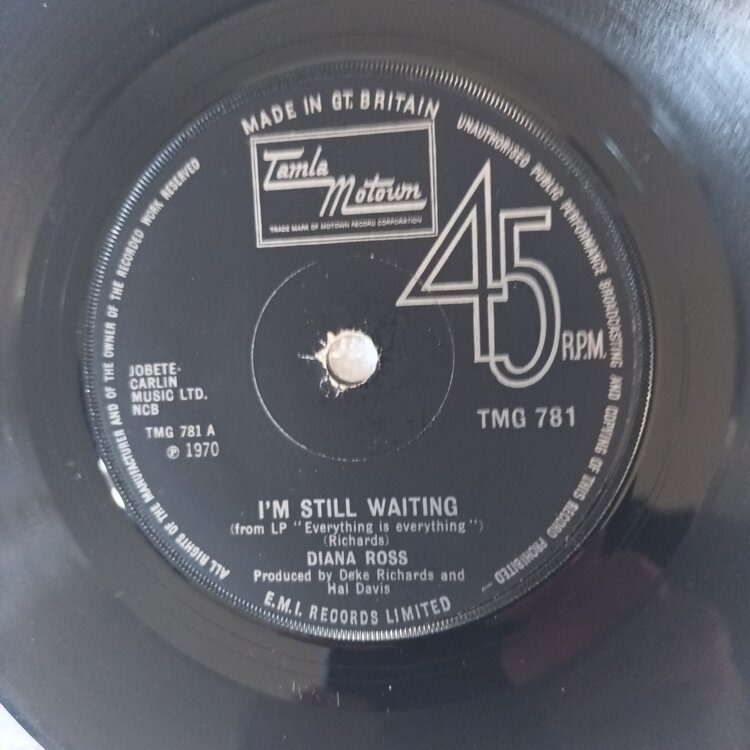 MADE IN GT. BRITAIN
UNAUTHORISED PUBLIC PERFORMANCE BROADCASTING AND COPYING OF THIS RECORD PROHIBITED
ALL RIGHTS OF THE MANUFACTURER AND OF THE OWNER OF THE RECORDED WORK RESERVED
Tamla
Motown
TRADE MARK OF MOTOWN RECORD CORPORATION
45
R.P.M.
JOBETE-
CARLIN
MUSIC LTD.
NCB
TMG 781 A
℗ 1970
TMG 781
I'M STILL WAITING
(from LP "Everything is everything")
(Richards)
DIANA ROSS
Produced by Deke Richards and
Hal Davis
E.M.I. RECORDS LIMITED